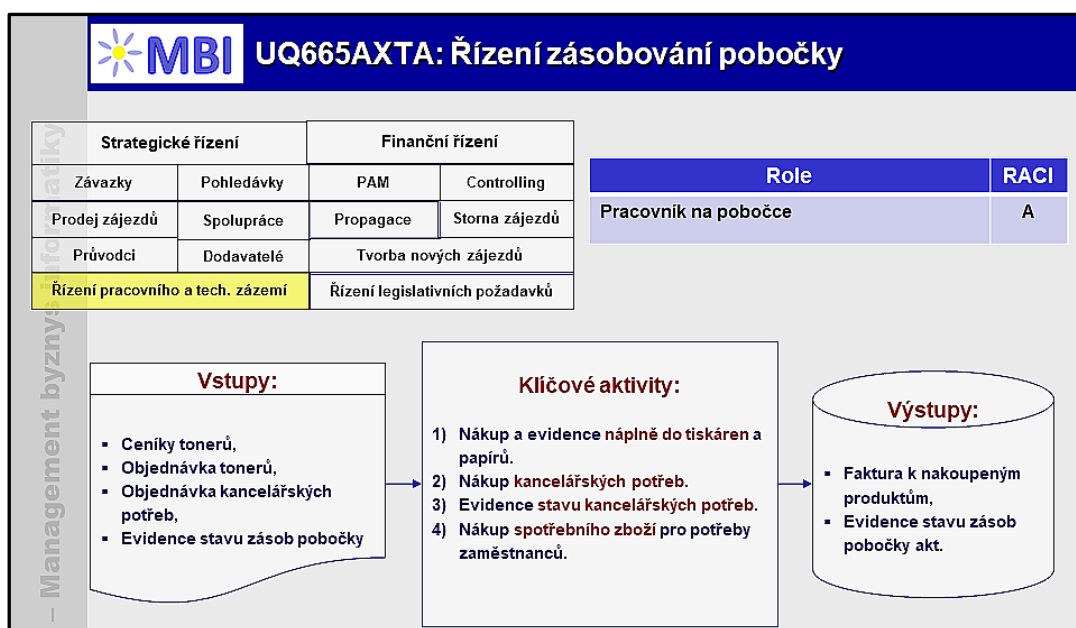 MBI
UQ665AXTA: Řízení zásobování pobočky
– Management byznys informatiky
Strategické řízení
Finanční řízení
Závazky
Pohledávky
PAM
Controlling
Prodej zájezdů
Spolupráce
Propagace
Storna zájezdů
Průvodci
Dodavatelé
Tvorba nových zájezdů
Řízení pracovního a tech. zázemí
Řízení legislativních požadavků
Role
RACI
Pracovník na pobočce
A
Vstupy:
▪ Ceníky tonerů,
▪ Objednávka tonerů,
▪ Objednávka kancelářských
potřeb,
▪ Evidence stavu zásob pobočky
Klíčové aktivity:
1) Nákup a evidence náplně do tiskáren a
papírů.
2) Nákup kancelářských potřeb.
3) Evidence stavu kancelářských potřeb.
4) Nákup spotřebního zboží pro potřeby
zaměstnanců.
Výstupy:
▪ Faktura k nakoupeným
produktům,
▪ Evidence stavu zásob
pobočky akt.